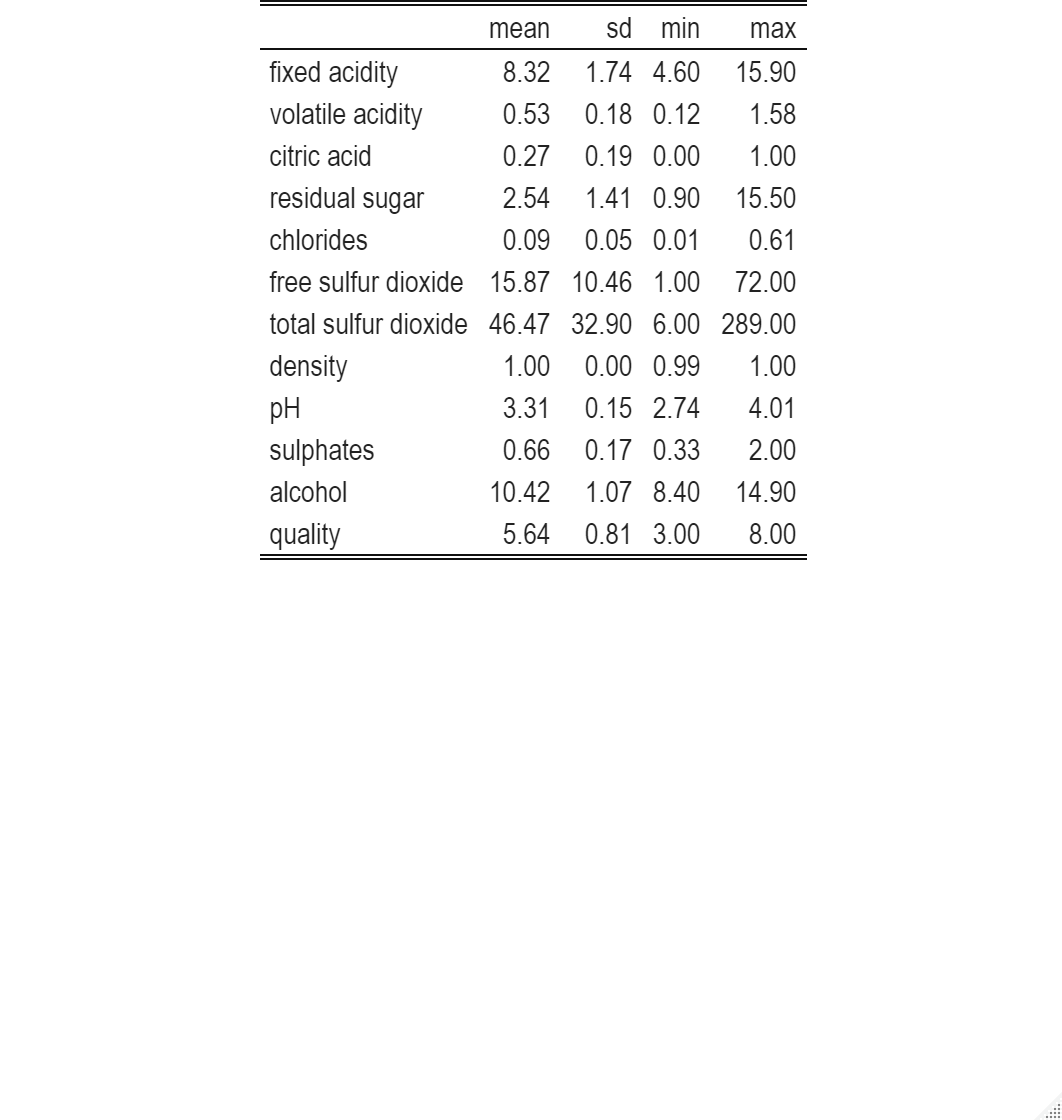 mean sd min max
fixed acidity 8.32 1.74 4.60 15.90
volatile acidity 0.53 0.18 0.12 1.58
citric acid 0.27 0.19 0.00 1.00
residual sugar 2.54 1.41 0.90 15.50
chlorides 0.09 0.05 0.01 0.61
free sulfur dioxide 15.87 10.46 1.00 72.00
total sulfur dioxide 46.47 32.90 6.00 289.00
density 1.00 0.00 0.99 1.00
pH 3.31 0.15 2.74 4.01
sulphates 0.66 0.17 0.33 2.00
alcohol 10.42 1.07 8.40 14.90
quality 5.64 0.81 3.00 8.00